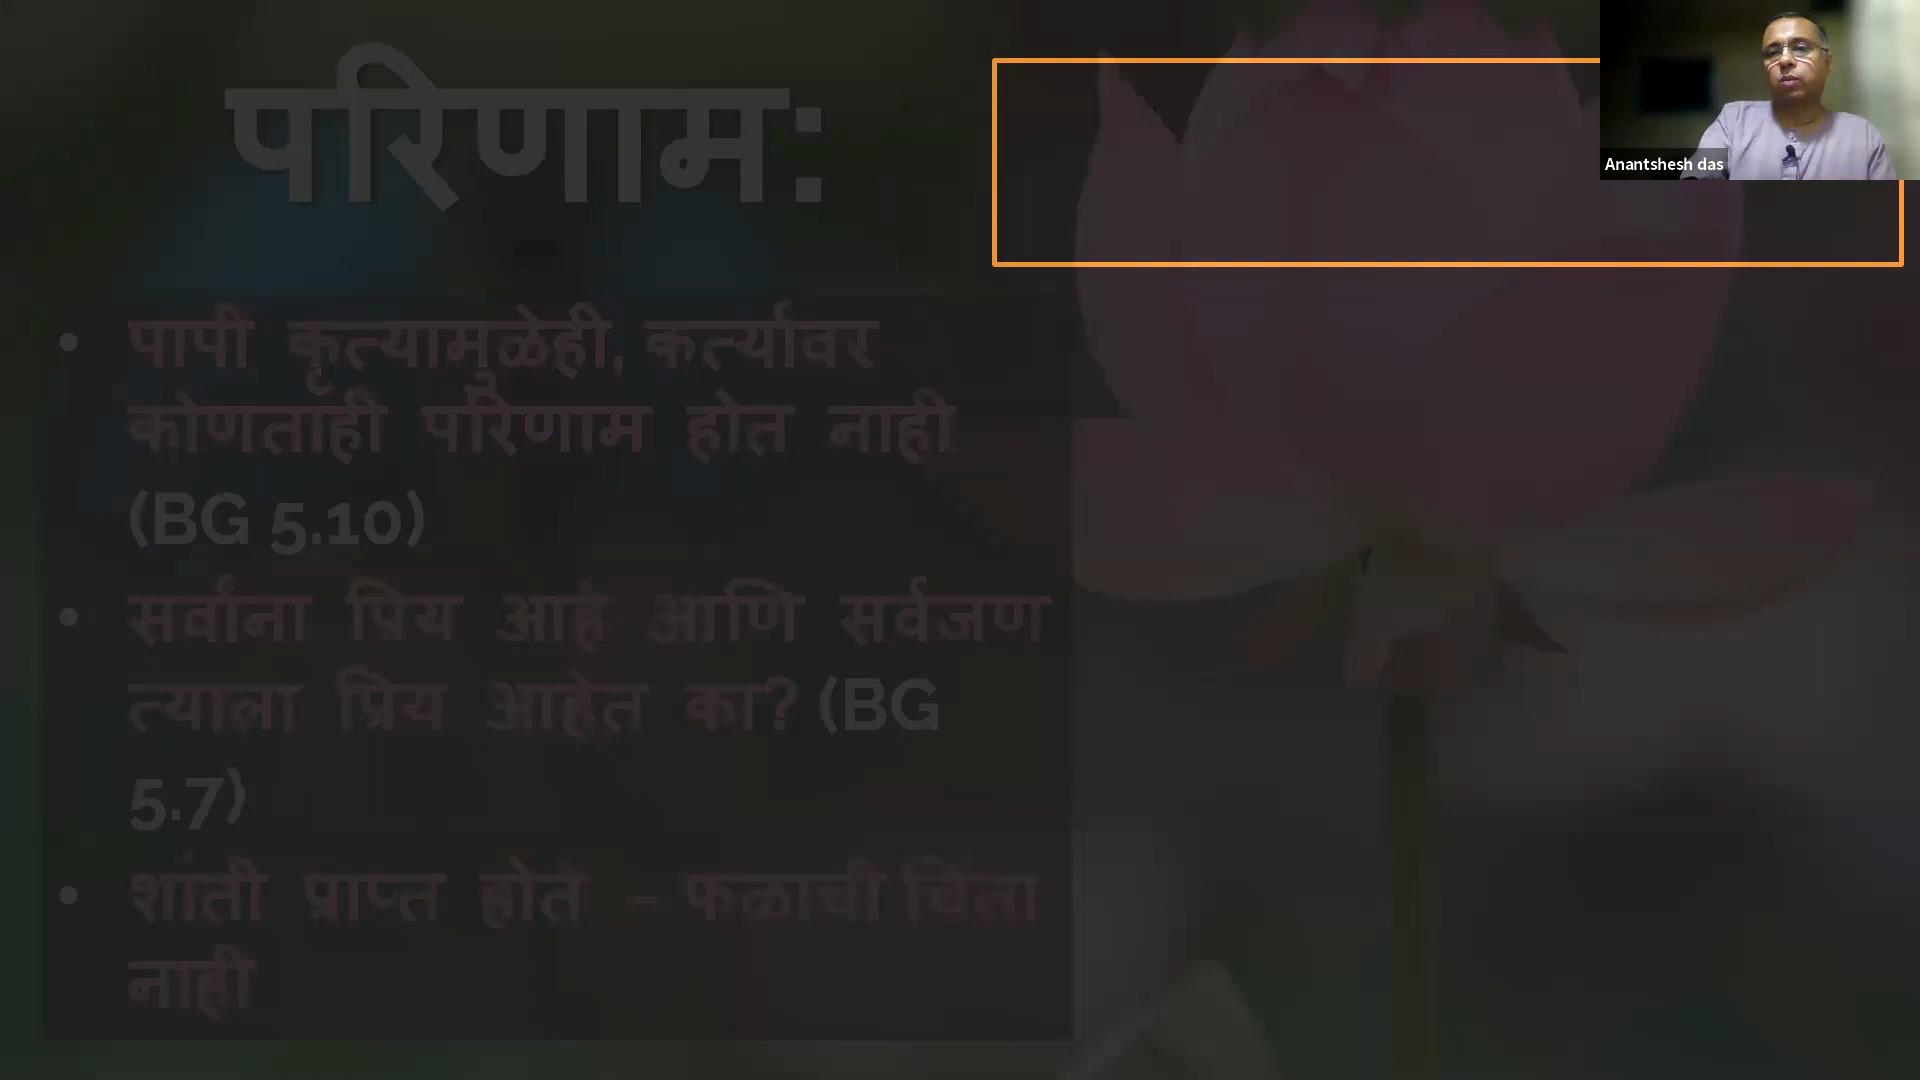 परिणाम:
Anantshesh das
• पापी कृत्यामुळेही, कर्त्यावर
कोणताही परिणाम होत नाही
(BG 5.10)
• सर्वांना प्रिय आहे आणि सर्वजण
त्याला प्रिय आहेत का? (BG
5.7)
• शांती प्राप्त होते – फळाची चिंता
नाही